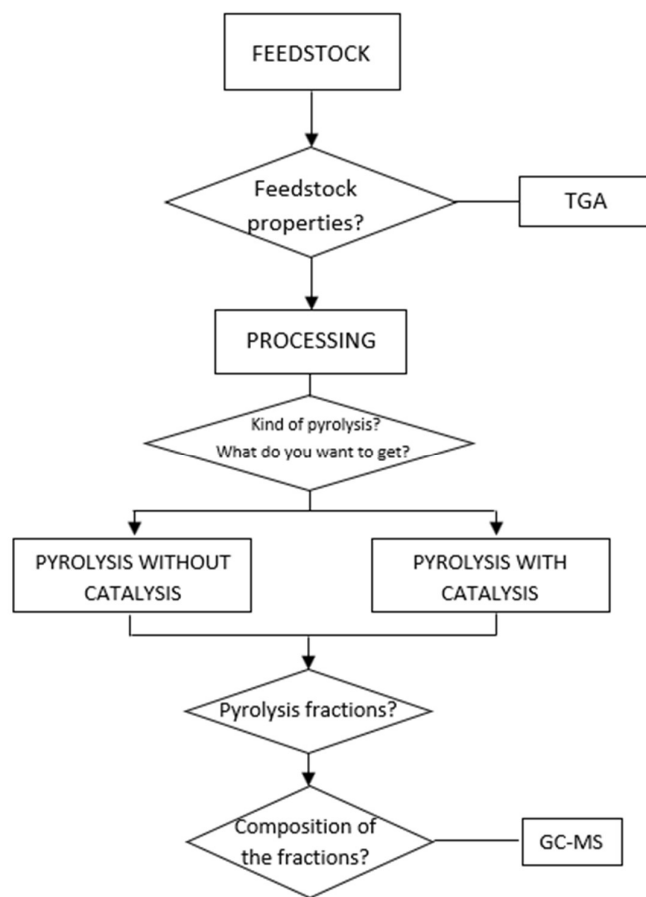 FEEDSTOCK
Feedstock
properties?
TGA
PROCESSING
Kind of pyrolysis?
What do you want to get?
PYROLYSIS WITHOUT
CATALYSIS
PYROLYSIS WITH
CATALYSIS
Pyrolysis fractions?
Composition of
the fractions?
GC-MS